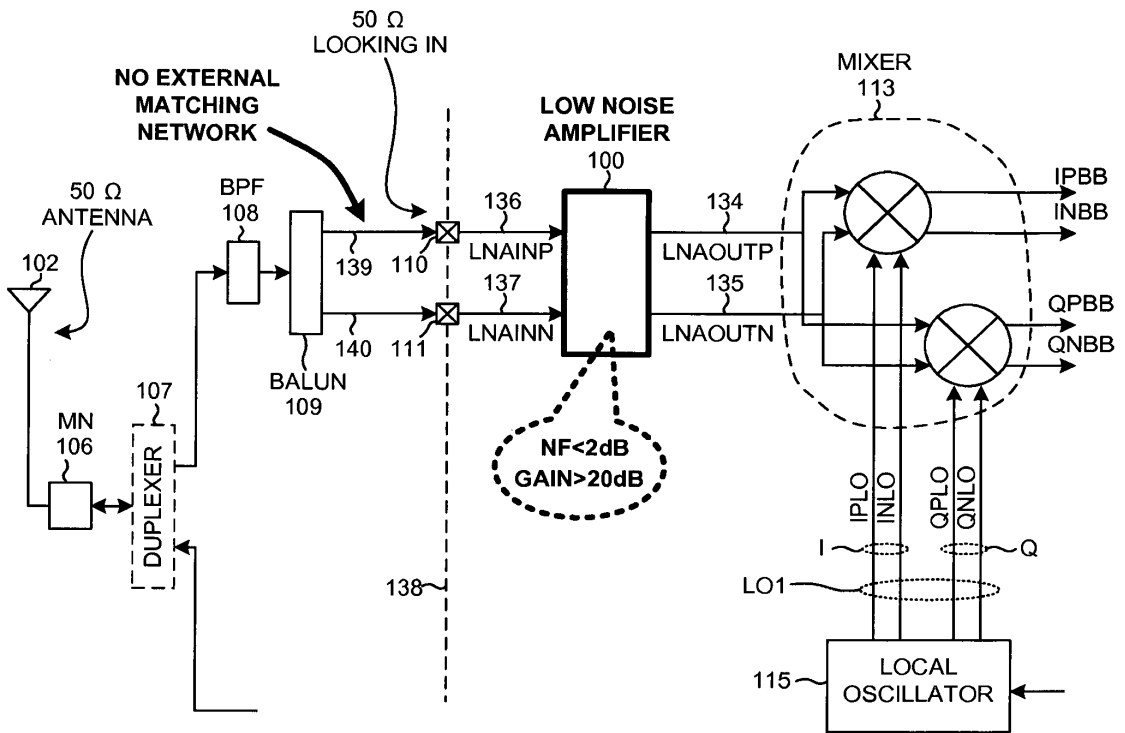 50 Ω
LOOKING IN
NO EXTERNAL
MATCHING
NETWORK
LOW NOISE
AMPLIFIER
100
MIXER
113
50 Ω
ANTENNA
102
BPF
108
139
110
136
LNAINP
134
LNAOUTP
IPBB
INBB
137
LNAINN
135
LNAOUTN
QPBB
QNBB
140
111
BALUN
109
107
DUPLEXER
MN
106
NF<2dB
GAIN>20dB
IPLO
INLO
QPLO
QNLO
I
Q
LO1
138
115
LOCAL
OSCILLATOR